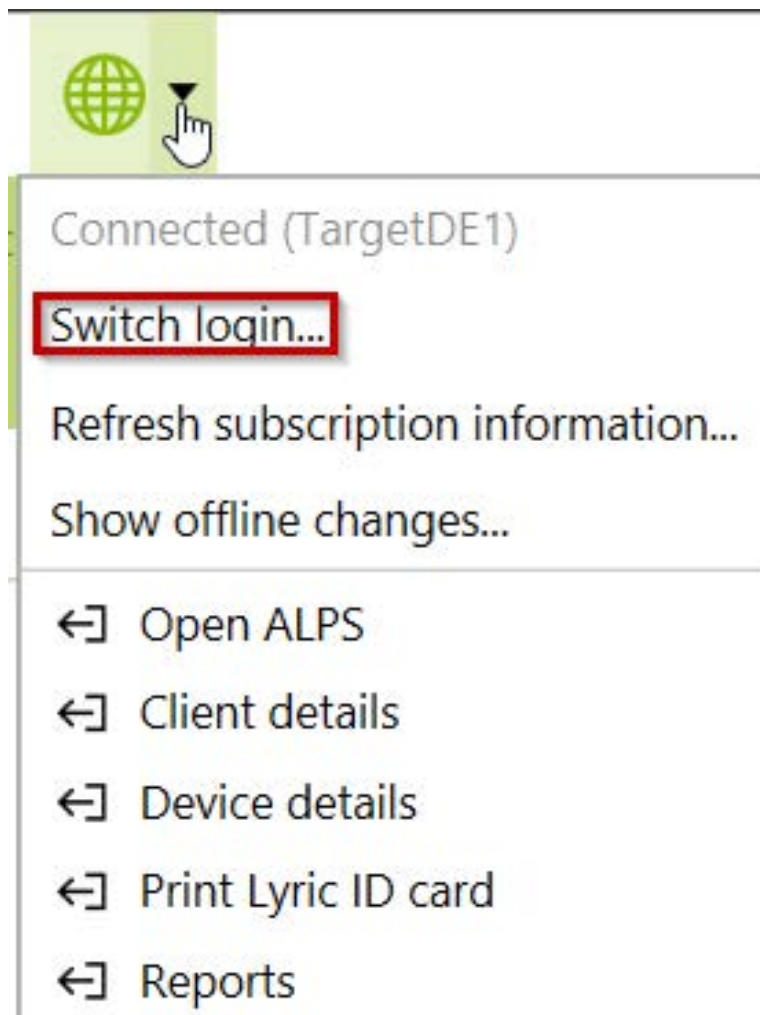 Connected (TargetDE1)
Switch login...
Refresh subscription information...
Show offline changes...
Open ALPS
Client details
Device details
Print Lyric ID card
Reports